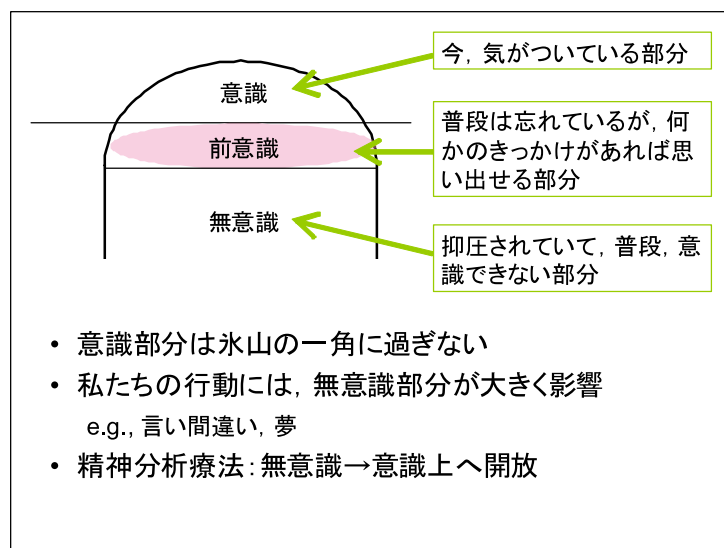 意識
今，気がついている部分
前意識
普段は忘れているが，何
かのきっかけがあれば思
い出せる部分
無意識
抑圧されていて，普段，意
識できない部分
• 意識部分は氷山の一角に過ぎない
• 私たちの行動には，無意識部分が大きく影響
e.g., 言い間違い，夢
• 精神分析療法：無意識→意識上へ開放